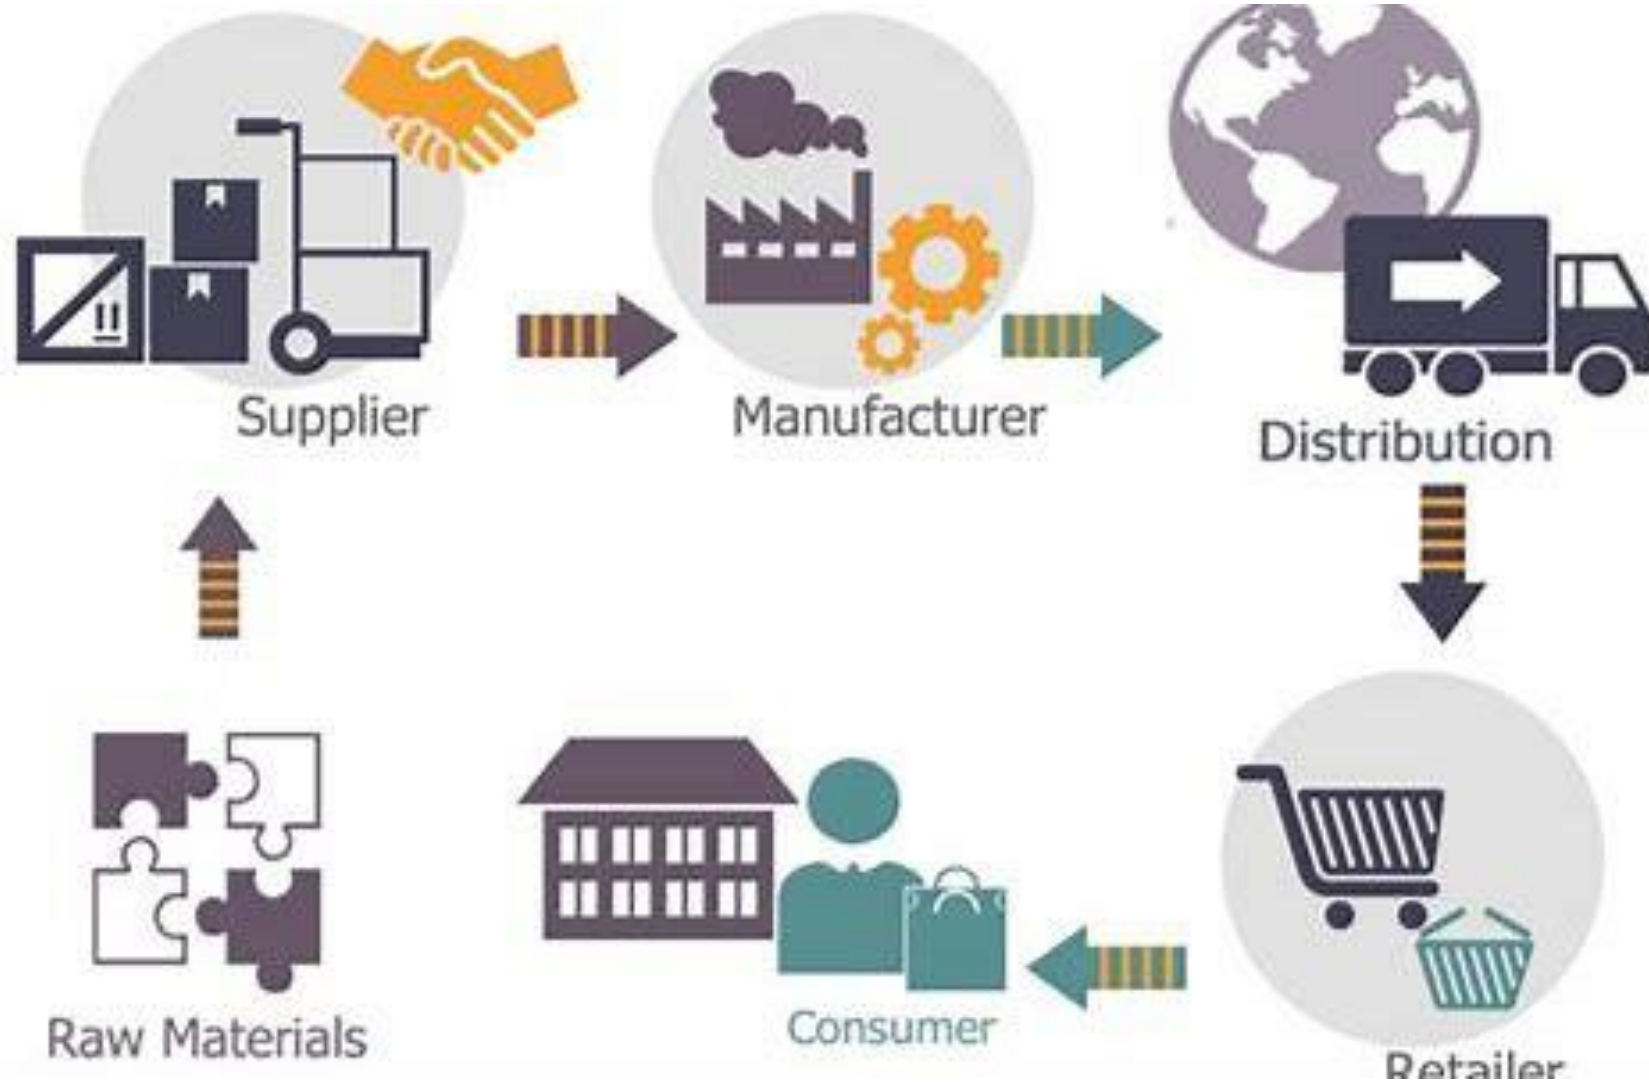 Supplier
Manufacturer
Distribution
Raw Materials
Consumer
Retailer